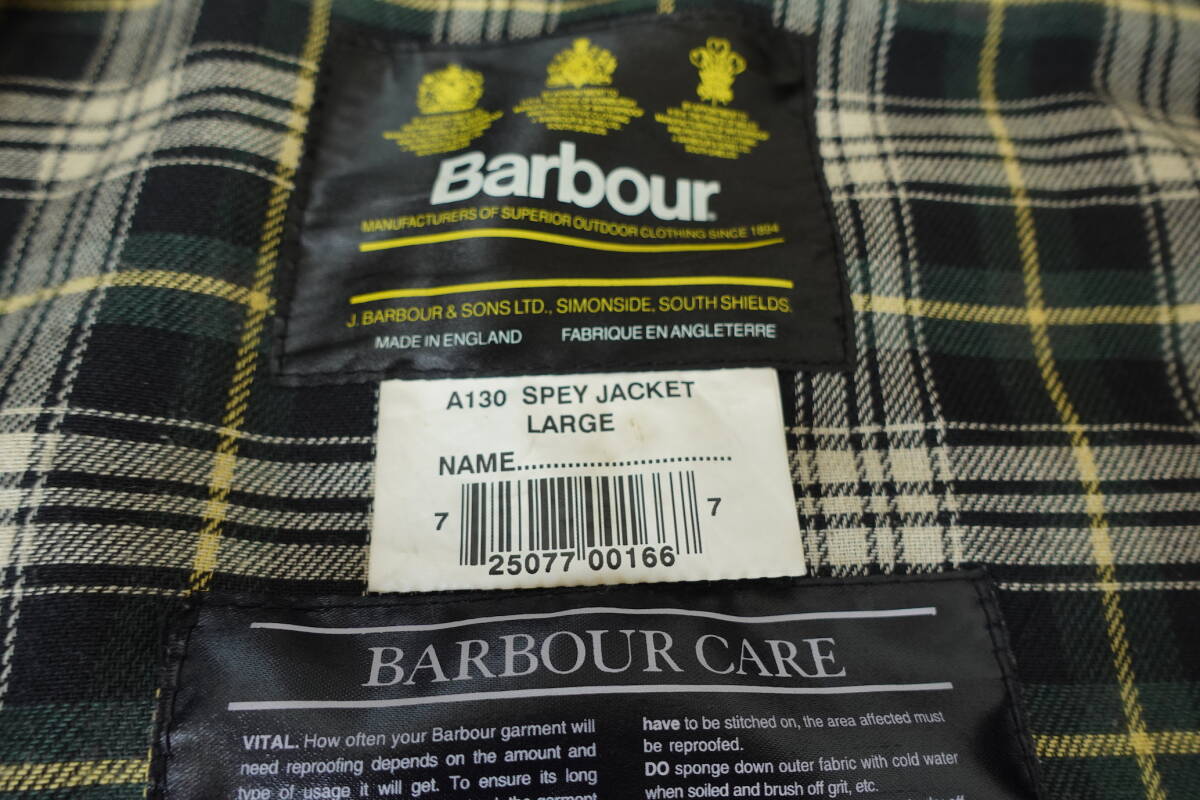 Barbour
MANUFACTURERS OF SUPERIOR OUTDOOR CLOTHING SINCE 1894
J. BARBOUR & SONS LTD., SIMONSIDE, SOUTH SHIELDS.
MADE IN ENGLAND FABRIQUE EN ANGLETERRE
A130 SPEY JACKET
LARGE
NAME..............................
7 25077 00166 7
BARBOUR CARE
VITAL. How often your Barbour garment will
need reproofing depends on the amount and
type of usage it will get. To ensure its long
the garment
have to be stitched on, the area affected must
be reproofed.
DO sponge down outer fabric with cold water
when soiled and brush off grit, etc.